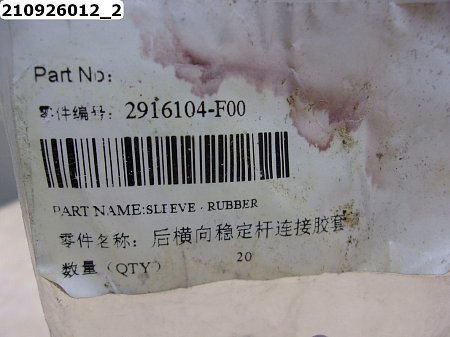 210926012_2
Part No:
零件编号: 2916104-F00
PART NAME:SLEEVE - RUBBER
零件名称: 后横向稳定杆连接胶套
数量(QTY) 20